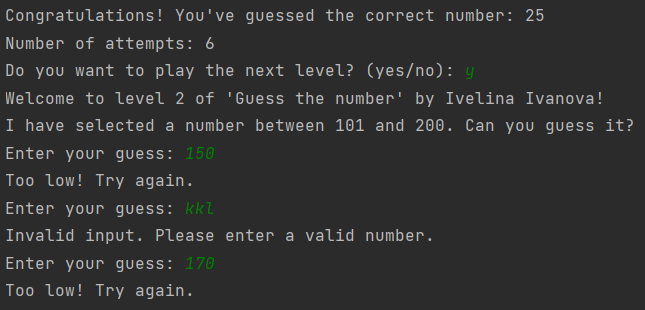 Congratulations! You've guessed the correct number: 25
Number of attempts: 6
Do you want to play the next level? (yes/no): y
Welcome to level 2 of 'Guess the number' by Ivelina Ivanova!
I have selected a number between 101 and 200. Can you guess it?
Enter your guess: 150
Too low! Try again.
Enter your guess: kkl
Invalid input. Please enter a valid number.
Enter your guess: 170
Too low! Try again.